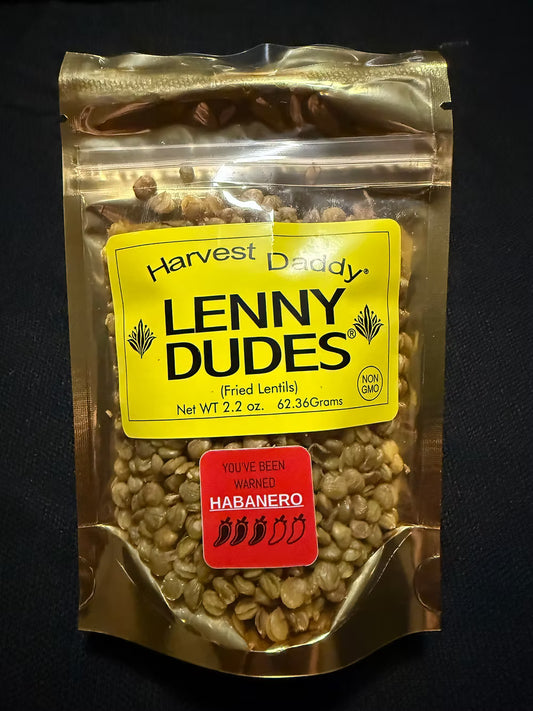 Harvest Daddy®
LENNY
DUDES®
(Fried Lentils)
Net WT 2.2 oz. 62.36Grams
NON
GMO
YOU'VE BEEN
WARNED
HABANERO